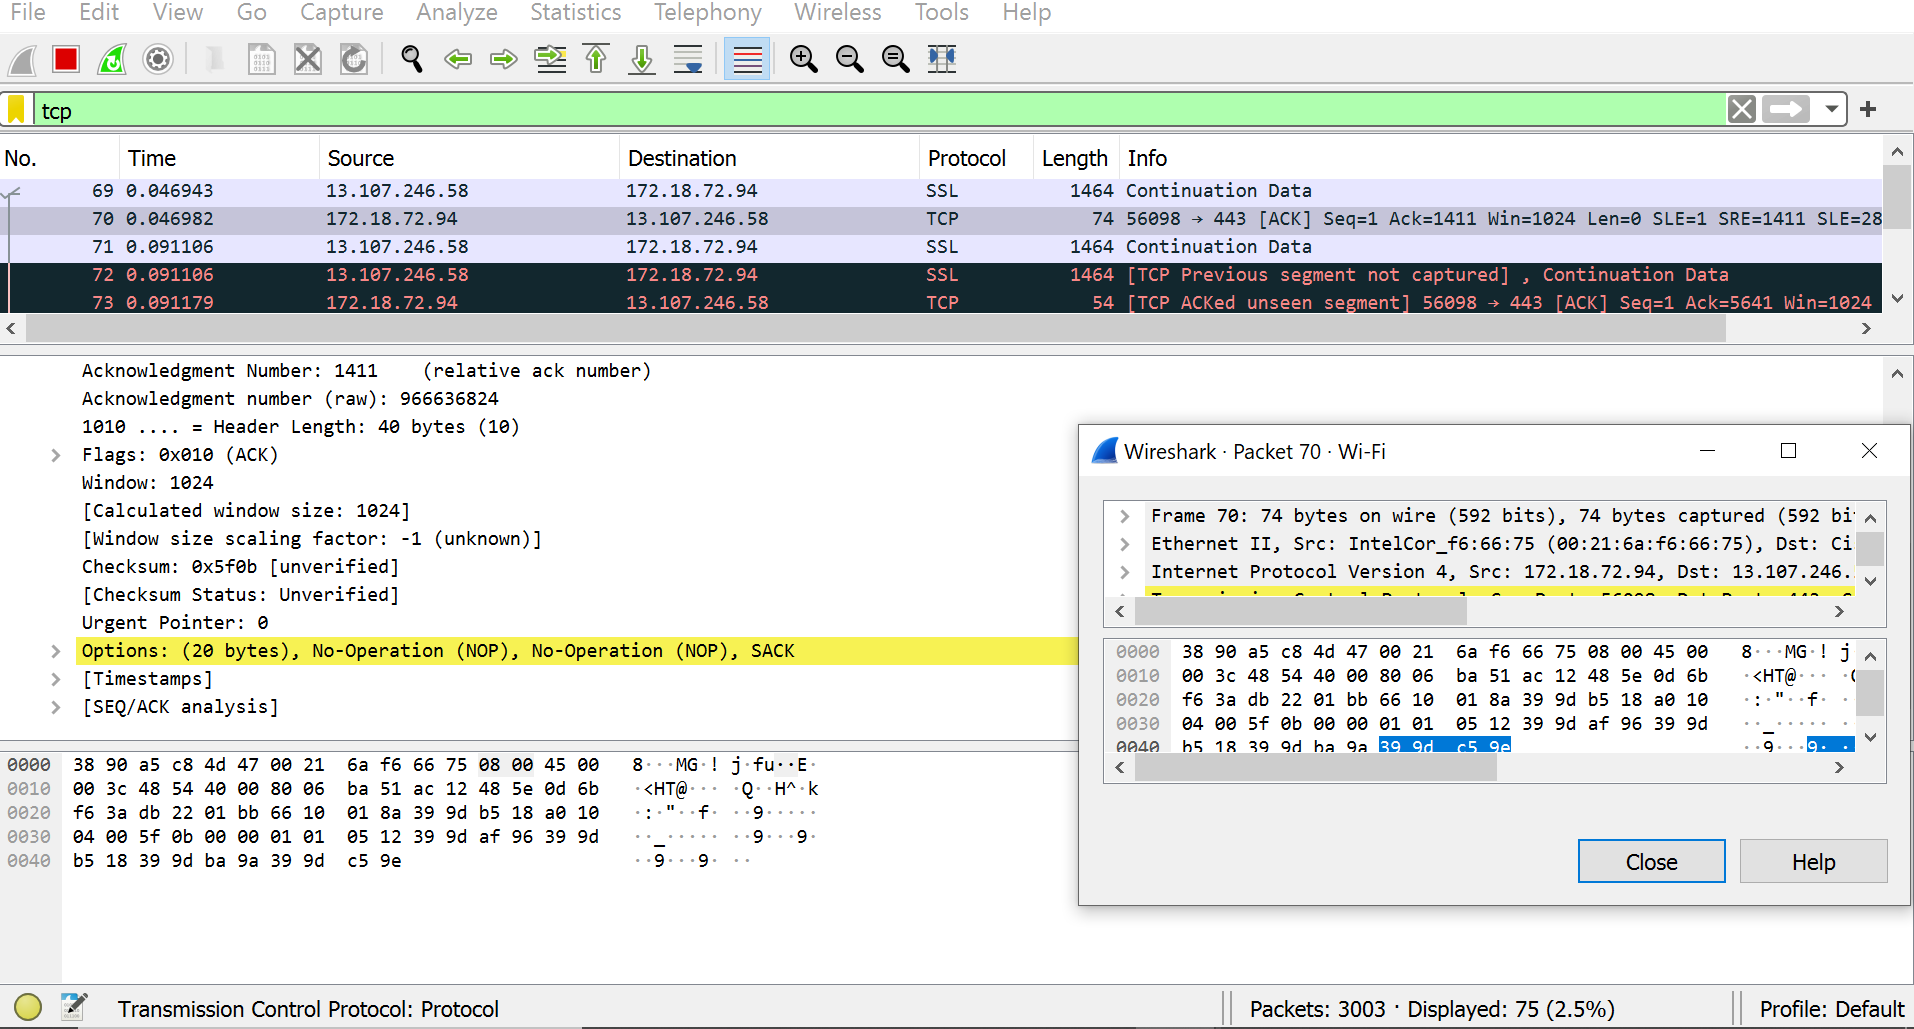 File Edit View Go Capture Analyze Statistics Telephony Wireless Tools Help
tcp
No. Time Source Destination Protocol Length Info
69 0.046943 13.107.246.58 172.18.72.94 SSL 1464 Continuation Data
70 0.046982 172.18.72.94 13.107.246.58 TCP 74 56098 → 443 [ACK] Seq=1 Ack=1411 Win=1024 Len=0 SLE=1 SRE=1411 SLE=28
71 0.091106 13.107.246.58 172.18.72.94 SSL 1464 Continuation Data
72 0.091106 13.107.246.58 172.18.72.94 SSL 1464 [TCP Previous segment not captured] , Continuation Data
73 0.091179 172.18.72.94 13.107.246.58 TCP 54 [TCP ACKed unseen segment] 56098 → 443 [ACK] Seq=1 Ack=5641 Win=1024
Acknowledgment Number: 1411 (relative ack number)
Acknowledgment number (raw): 966636824
1010 .... = Header Length: 40 bytes (10)
Flags: 0x010 (ACK)
Window: 1024
[Calculated window size: 1024]
[Window size scaling factor: -1 (unknown)]
Checksum: 0x5f0b [unverified]
[Checksum Status: Unverified]
Urgent Pointer: 0
Options: (20 bytes), No-Operation (NOP), No-Operation (NOP), SACK
[Timestamps]
[SEQ/ACK analysis]
0000 38 90 a5 c8 4d 47 00 21 6a f6 66 75 08 00 45 00 8···MG·! j·fu··E·
0010 00 3c 48 54 40 00 80 06 ba 51 ac 12 48 5e 0d 6b ·<HT@··· ·Q··H^·k
0020 f6 3a db 22 01 bb 66 10 01 8a 39 9d b5 18 a0 10 ·:·"··f· ··9·····
0030 04 00 5f 0b 00 00 01 01 05 12 39 9d af 96 39 9d ··_····· ··9···9·
0040 b5 18 39 9d ba 9a 39 9d c5 9e ··9···9· ··
Wireshark · Packet 70 · Wi-Fi
Frame 70: 74 bytes on wire (592 bits), 74 bytes captured (592 bi
Ethernet II, Src: IntelCor_f6:66:75 (00:21:6a:f6:66:75), Dst: Ci
Internet Protocol Version 4, Src: 172.18.72.94, Dst: 13.107.246.
0000 38 90 a5 c8 4d 47 00 21 6a f6 66 75 08 00 45 00 8···MG·! j
0010 00 3c 48 54 40 00 80 06 ba 51 ac 12 48 5e 0d 6b ·<HT@···
0020 f6 3a db 22 01 bb 66 10 01 8a 39 9d b5 18 a0 10 ·:·"··f·
0030 04 00 5f 0b 00 00 01 01 05 12 39 9d af 96 39 9d ··_·····
0040 b5 18 39 9d ba 9a 39 9d c5 9e ··9···9·
Close Help
Transmission Control Protocol: Protocol Packets: 3003 · Displayed: 75 (2.5%) Profile: Default